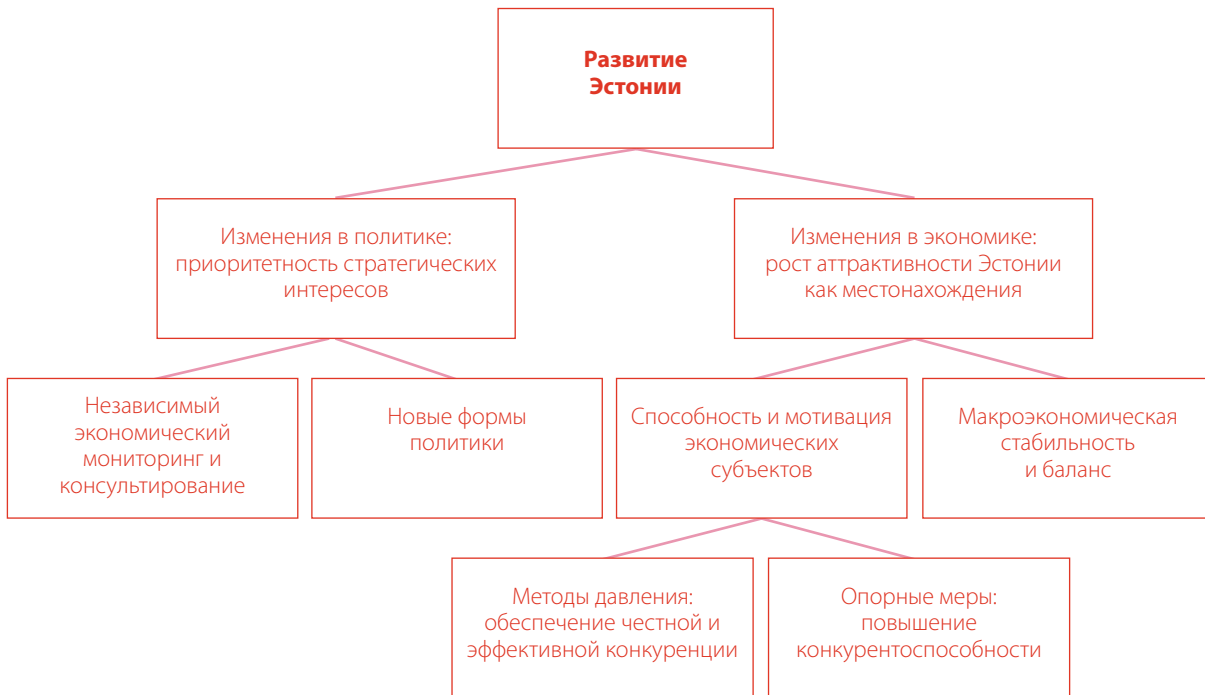 Развитие
Эстонии
Изменения в политике:
приоритетность стратегических
интересов
Изменения в экономике:
рост аттрактивности Эстонии
как местонахождения
Независимый
экономический
мониторинг и
консультирование
Новые формы
политики
Способность и мотивация
экономических
субъектов
Макроэкономическая
стабильность
и баланс
Методы давления:
обеспечение честной и
эффективной конкуренции
Опорные меры:
повышение
конкурентоспособности